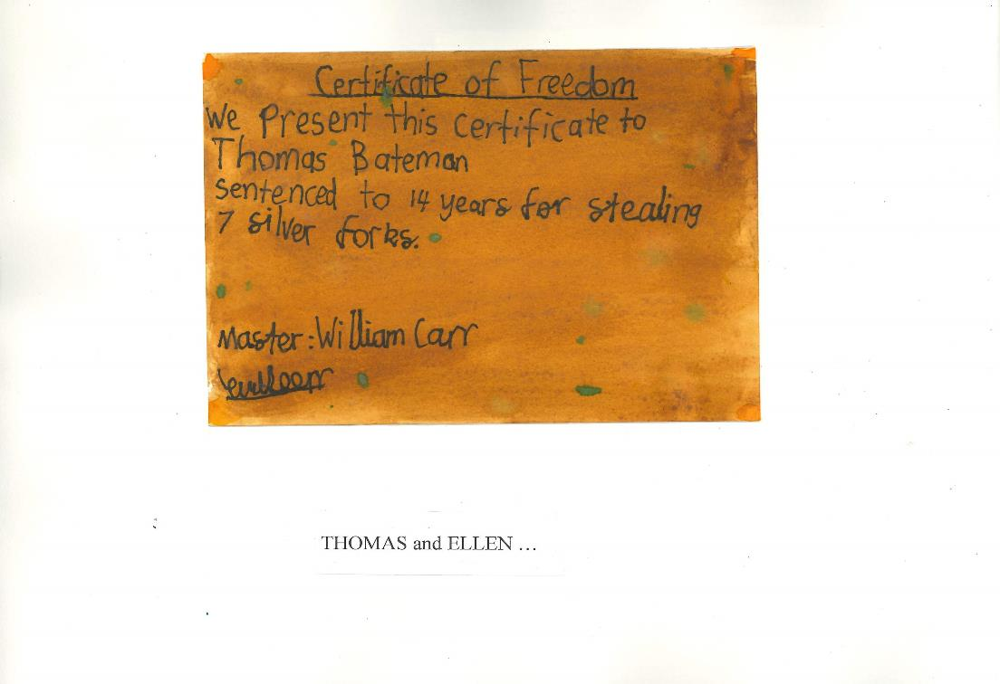 Certificate of Freedom
We Present this certificate to
Thomas Bateman
sentenced to 14 years for stealing
7 silver forks.
Master: William Carr
THOMAS and ELLEN ...